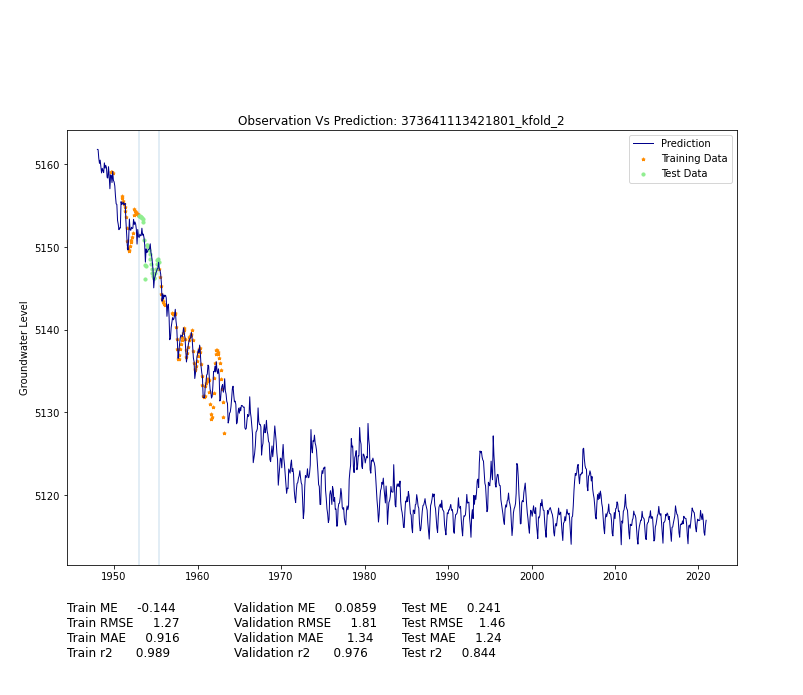 Observation Vs Prediction: 373641113421801_kfold_2
Prediction
Training Data
Test Data
5160
5150
5140
5130
5120
Groundwater Level
1950 1960 1970 1980 1990 2000 2010 2020
Train ME -0.144 Validation ME 0.0859 Test ME 0.241
Train RMSE 1.27 Validation RMSE 1.81 Test RMSE 1.46
Train MAE 0.916 Validation MAE 1.34 Test MAE 1.24
Train r2 0.989 Validation r2 0.976 Test r2 0.844